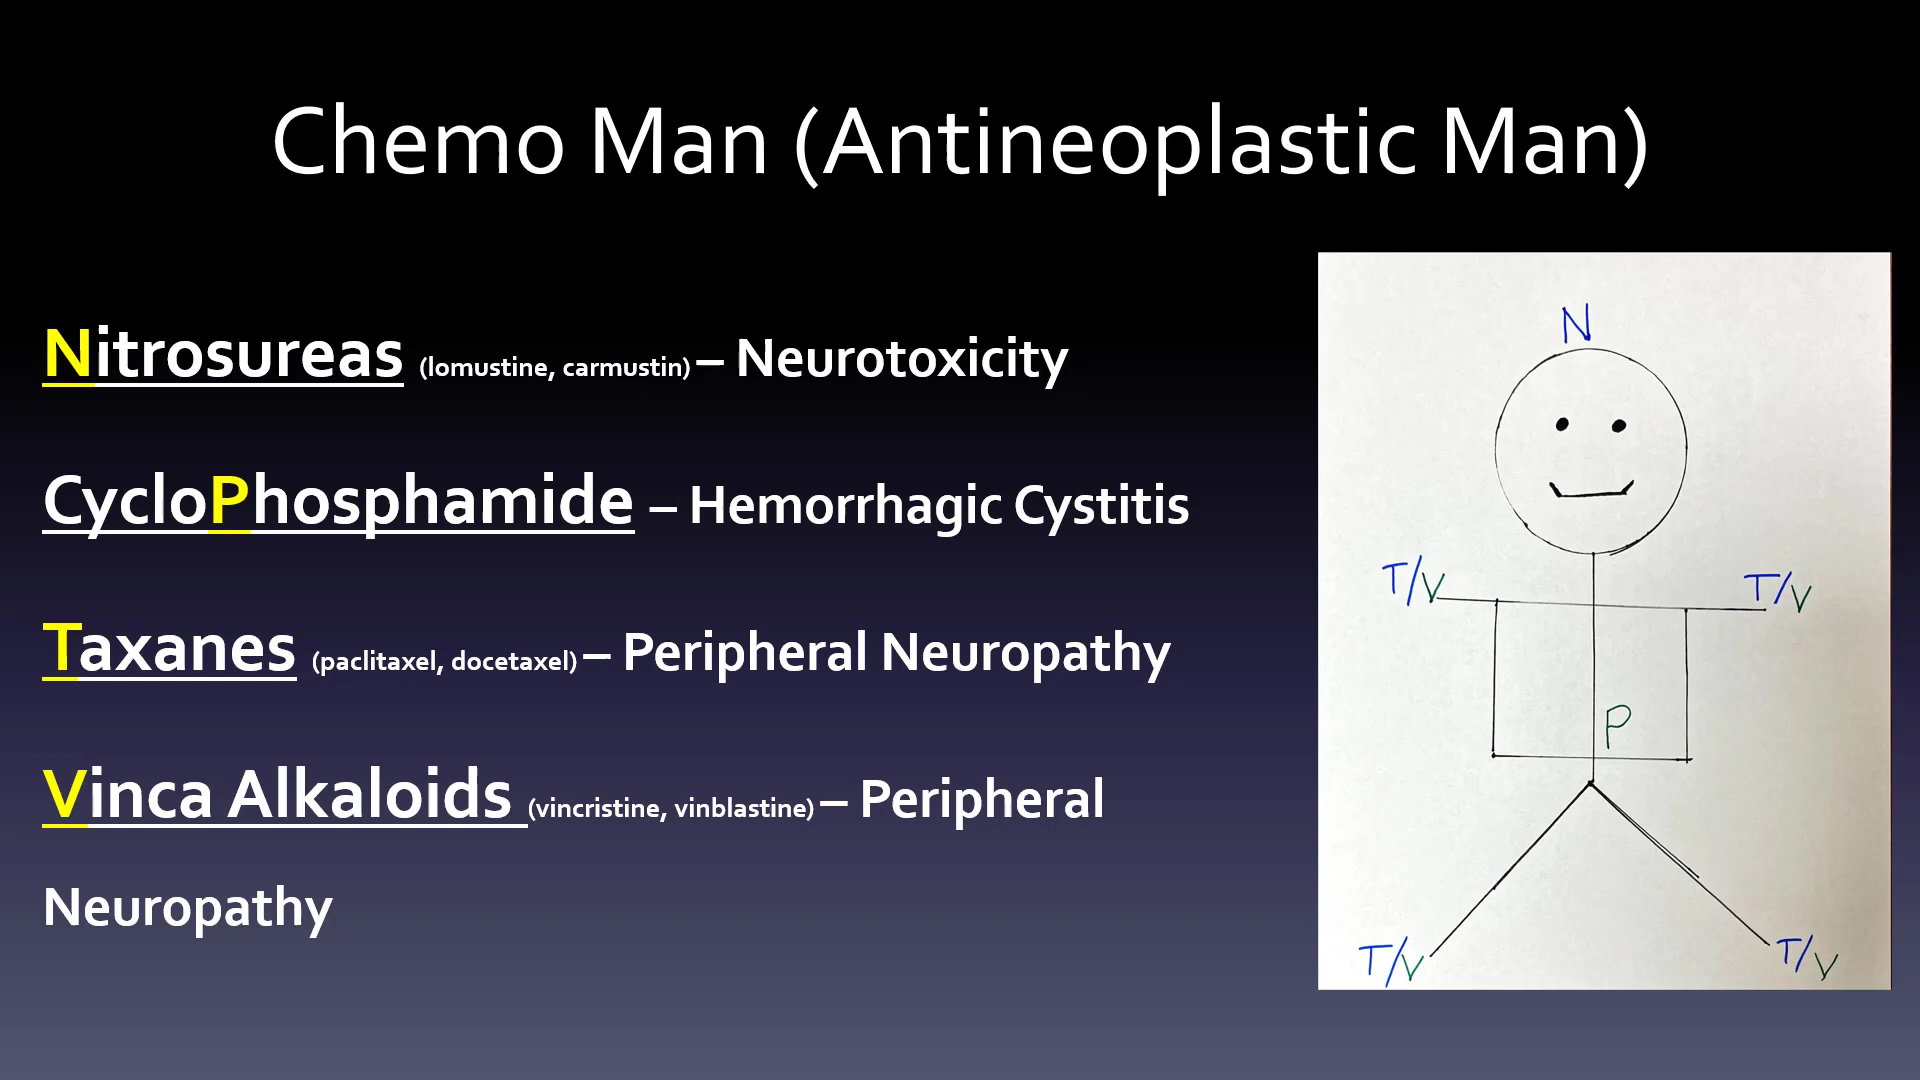 Chemo Man (Antineoplastic Man)
Nitrosureas (lomustine, carmustin) – Neurotoxicity
CycloPhosphamide – Hemorrhagic Cystitis
Taxanes (paclitaxel, docetaxel) – Peripheral Neuropathy
Vinca Alkaloids (vincristine, vinblastine) – Peripheral
Neuropathy
N
T/V
T/V
P
T/V
T/V